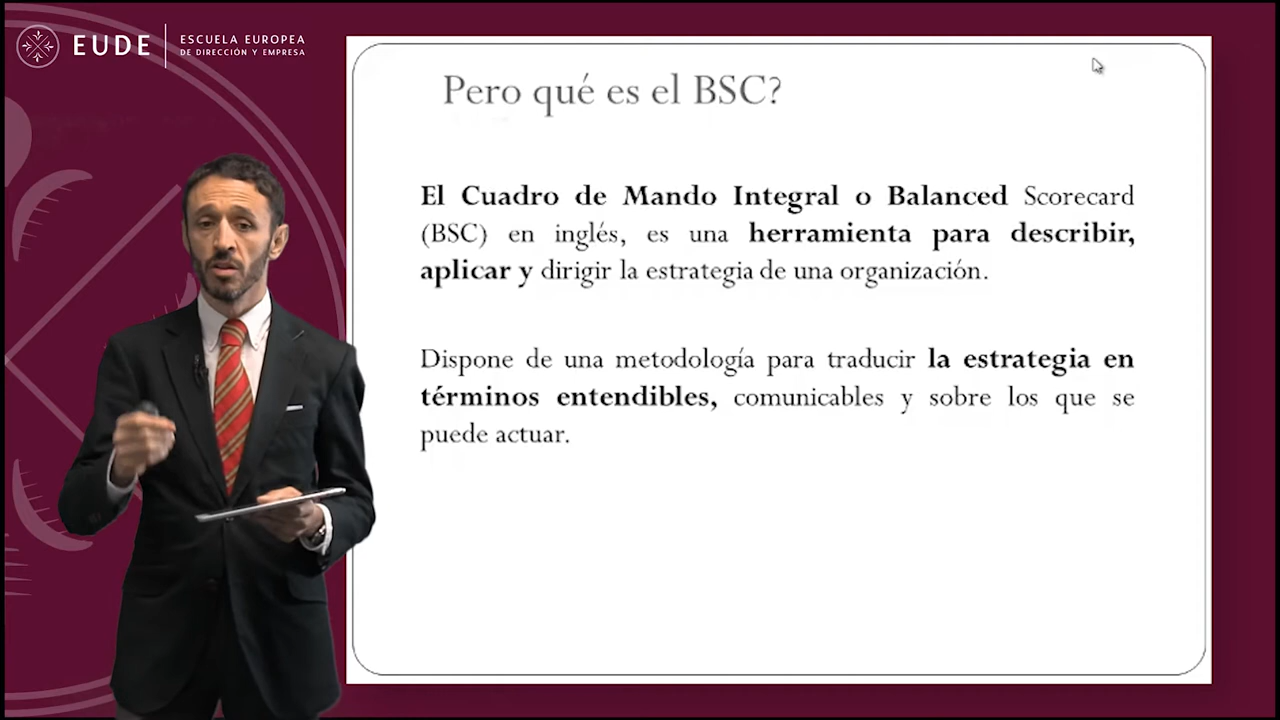 EUDE
ESCUELA EUROPEA
DE DIRECCIÓN Y EMPRESA
Pero qué es el BSC?
El Cuadro de Mando Integral o Balanced Scorecard
(BSC) en inglés, es una herramienta para describir,
aplicar y dirigir la estrategia de una organización.
Dispone de una metodología para traducir la estrategia en
términos entendibles, comunicables y sobre los que se
puede actuar.